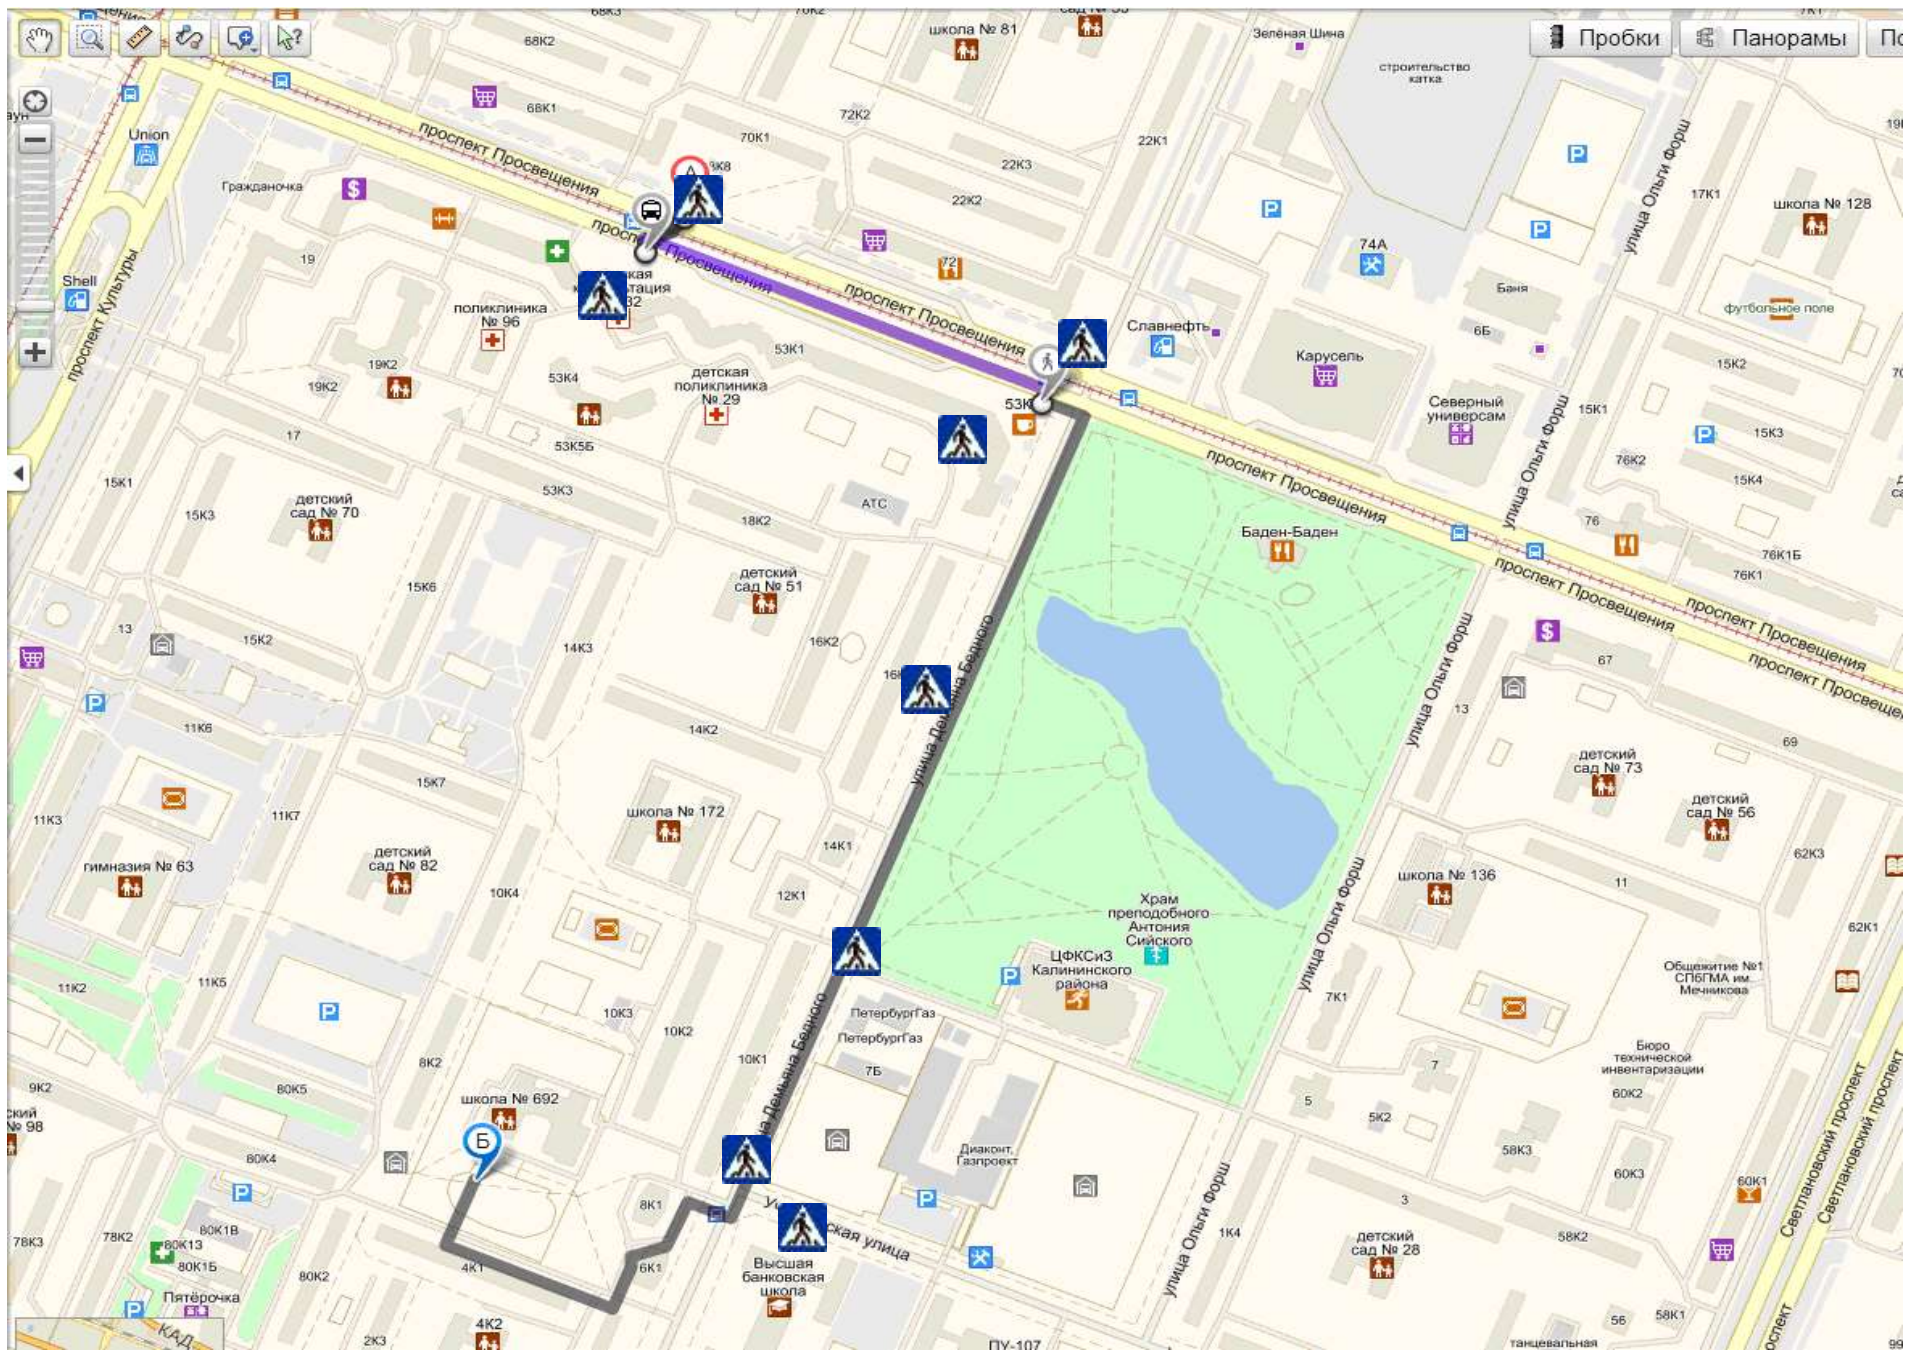 68К3
70К2
68К2
школа № 81
Зелёная Шина
Пробки
Панорамы
строительство
катка
68К1
Union
проспект Просвещения
70К1
72К2
22К1
22К3
22К2
улица Ольги Форш
17К1
школа № 128
Гражданочка
проспект Просвещения
72
74А
19
Shell
проспект Культуры
поликлиника
№ 96
проспект Просвещения
Славнефть
Баня
6Б
футбольное поле
Карусель
53К1
19К2
19К2
53К4
детская
поликлиника
№ 29
15К2
Северный
универсам
15К1
15К3
17
53К5Б
проспект Просвещения
76К2
15К4
15К1
53К3
15К3
детский
сад № 70
АТС
18К2
Баден-Баден
улица Ольги Форш
76
76К1Б
76К1
15К6
детский
сад № 51
проспект Просвещения
проспект Просвещения
13
15К2
14К3
16К2
улица Демьяна Бедного
улица Ольги Форш
67
13
11К6
14К2
69
15К7
детский
сад № 73
11К3
11К7
школа № 172
14К1
детский
сад № 56
гимназия № 63
детский
сад № 82
10К4
12К1
школа № 136
11
62К3
Храм
преподобного
Антония
Сийского
62К1
ЦФКСиЗ
Калининского
района
улица Ольги Форш
Общежитие №1
СПбГМА им.
Мечникова
11К2
11К5
10К3
10К2
ПетербургГаз
ПетербургГаз
7К1
8К2
10К1
7Б
7
Бюро
технической
инвентаризации
9К2
80К5
60К2
№ 98
школа № 692
Б
5
5К2
Светлановский проспект
Светлановский проспект
80К4
Диаконт,
Газпроект
58К3
60К3
60К1
8К1
3
78К3
78К2
80К1В
80К13
80К1Б
80К2
4К1
6К1
Высшая
банковская
школа
улица Ольги Форш
1К4
детский
сад № 28
58К2
Пятёрочка
КАД
2К3
4К2
ПУ-107
56
58К1
танцевальная